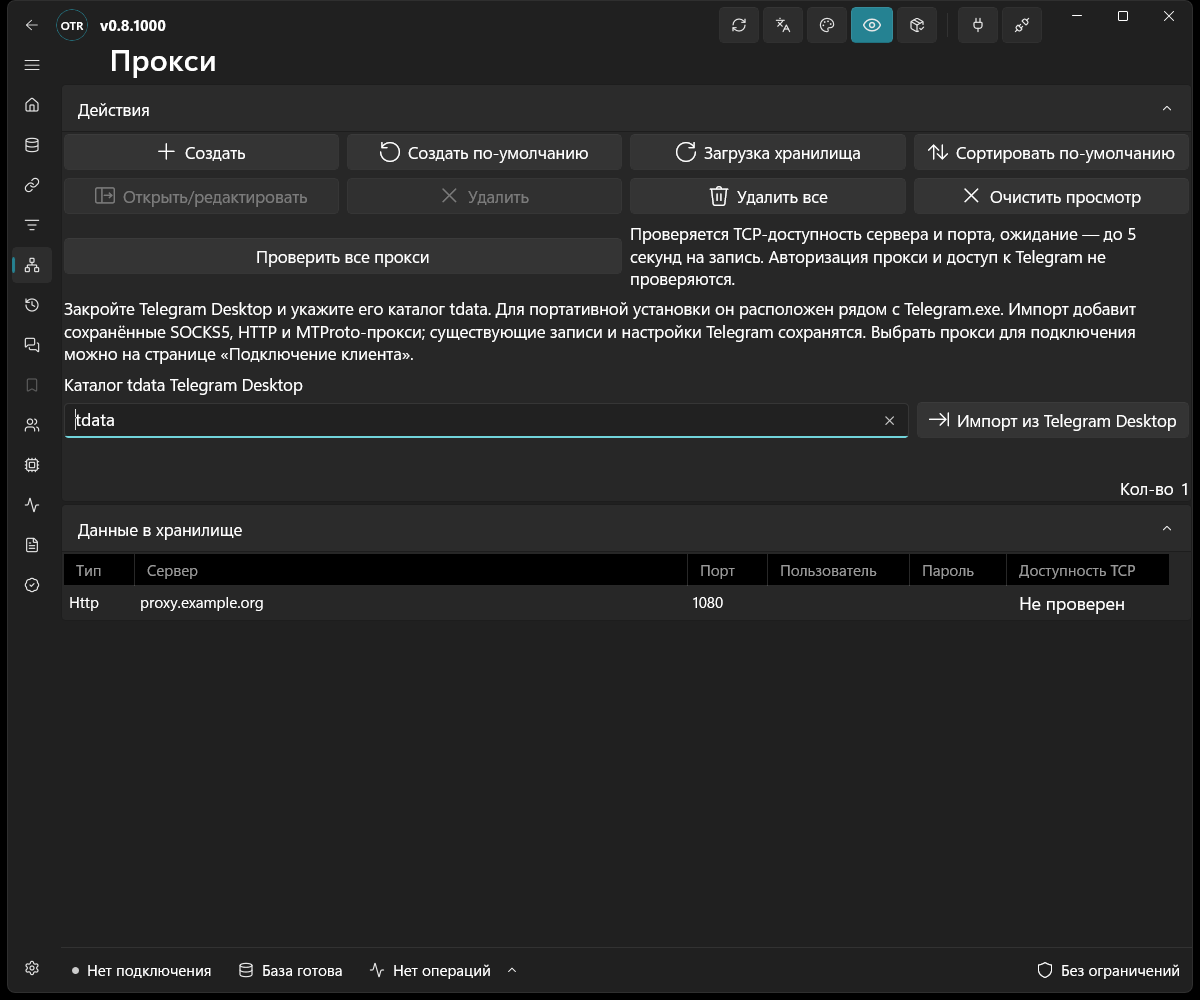 OTR v0.8.1000
Прокси
Действия
Создать
Создать по-умолчанию
Загрузка хранилища
Сортировать по-умолчанию
Открыть/редактировать
Удалить
Удалить все
Очистить просмотр
Проверить все прокси
Проверяется TCP-доступность сервера и порта, ожидание — до 5
секунд на запись. Авторизация прокси и доступ к Telegram не
проверяются.
Закройте Telegram Desktop и укажите его каталог tdata. Для портативной установки он расположен рядом с Telegram.exe. Импорт добавит
сохранённые SOCKS5, HTTP и MTProto-прокси; существующие записи и настройки Telegram сохранятся. Выбрать прокси для подключения
можно на странице «Подключение клиента».
Каталог tdata Telegram Desktop
tdata
Импорт из Telegram Desktop
Кол-во 1
Данные в хранилище
Тип Сервер Порт Пользователь Пароль Доступность TCP
Http proxy.example.org 1080 Не проверен
Нет подключения База готова Нет операций Без ограничений